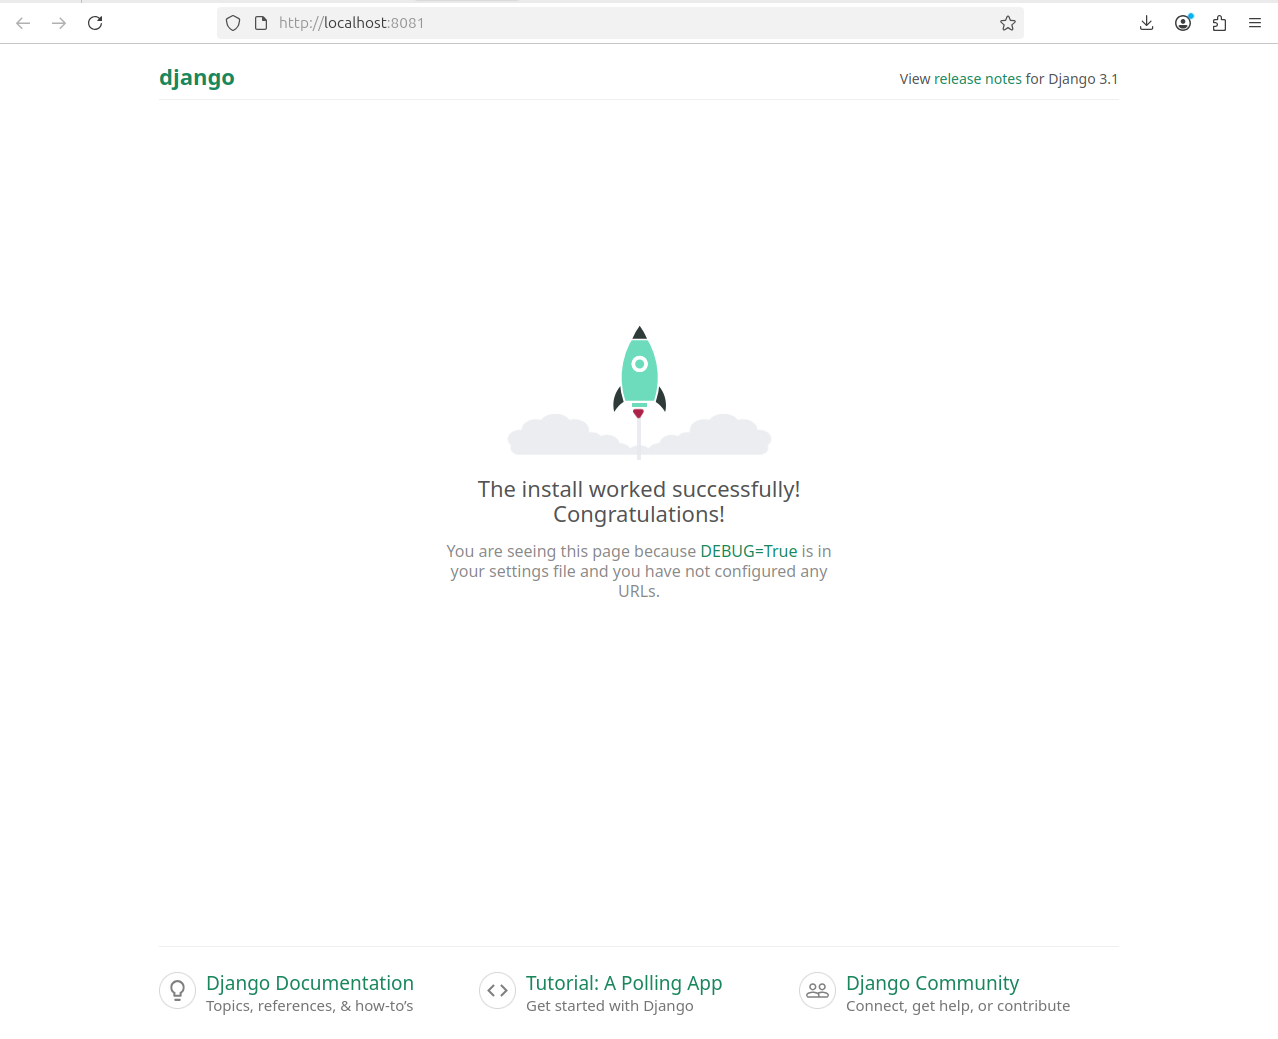 http://localhost:8081
django
View release notes for Django 3.1
The install worked successfully!
Congratulations!
You are seeing this page because DEBUG=True is in
your settings file and you have not configured any
URLs.
Django Documentation
Topics, references, & how-to’s
Tutorial: A Polling App
Get started with Django
Django Community
Connect, get help, or contribute